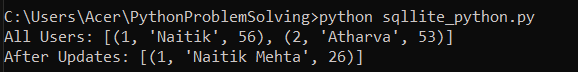 C:\Users\Acer\PythonProblemSolving>python sqllite_python.py
All Users: [(1, 'Naitik', 56), (2, 'Atharva', 53)]
After Updates: [(1, 'Naitik Mehta', 26)]